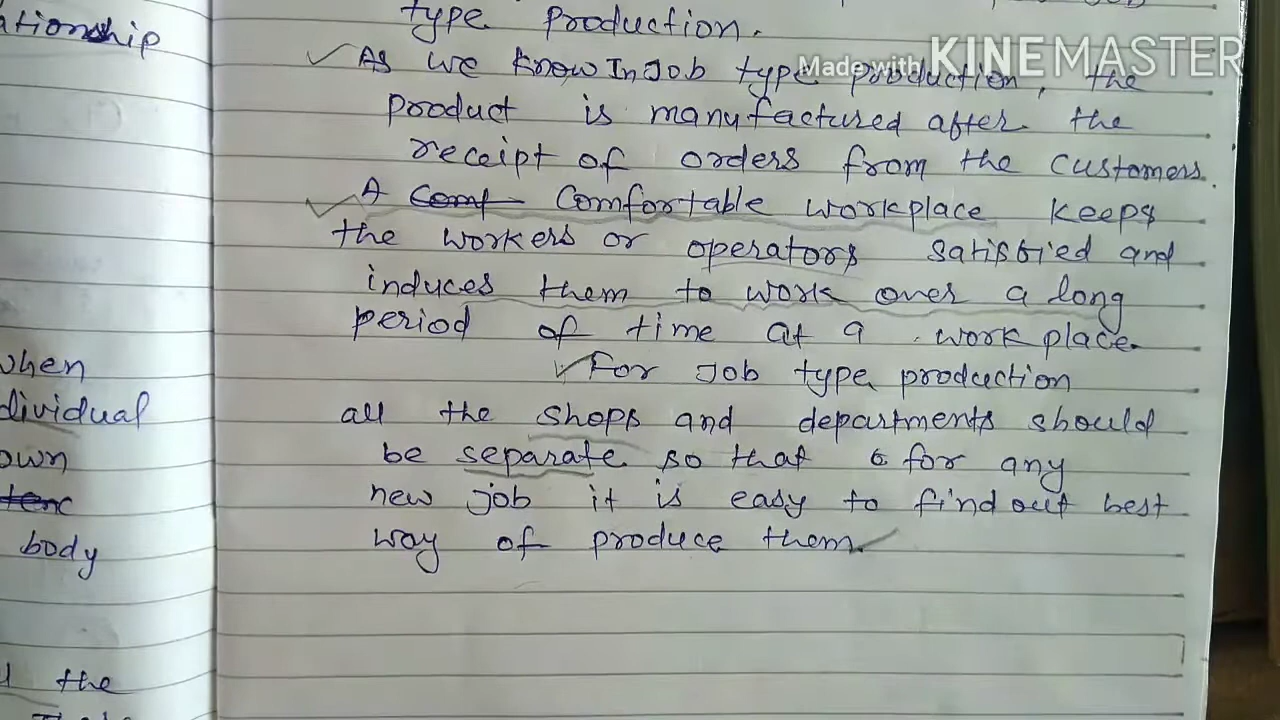 ationship
when
dividual
own
tenc
body
the
type production.
As we know In Job type production, the
product is manufactured after the
receipt of orders from the customers.
A Comf Comfortable workplace keeps
the workers or operators satisfied and
induces them to work over a long
period of time at a work place.
For Job type production
all the shops and departments should
be separate so that for any
new job it is easy to find out best
way of produce them.
Made with KINEMASTER